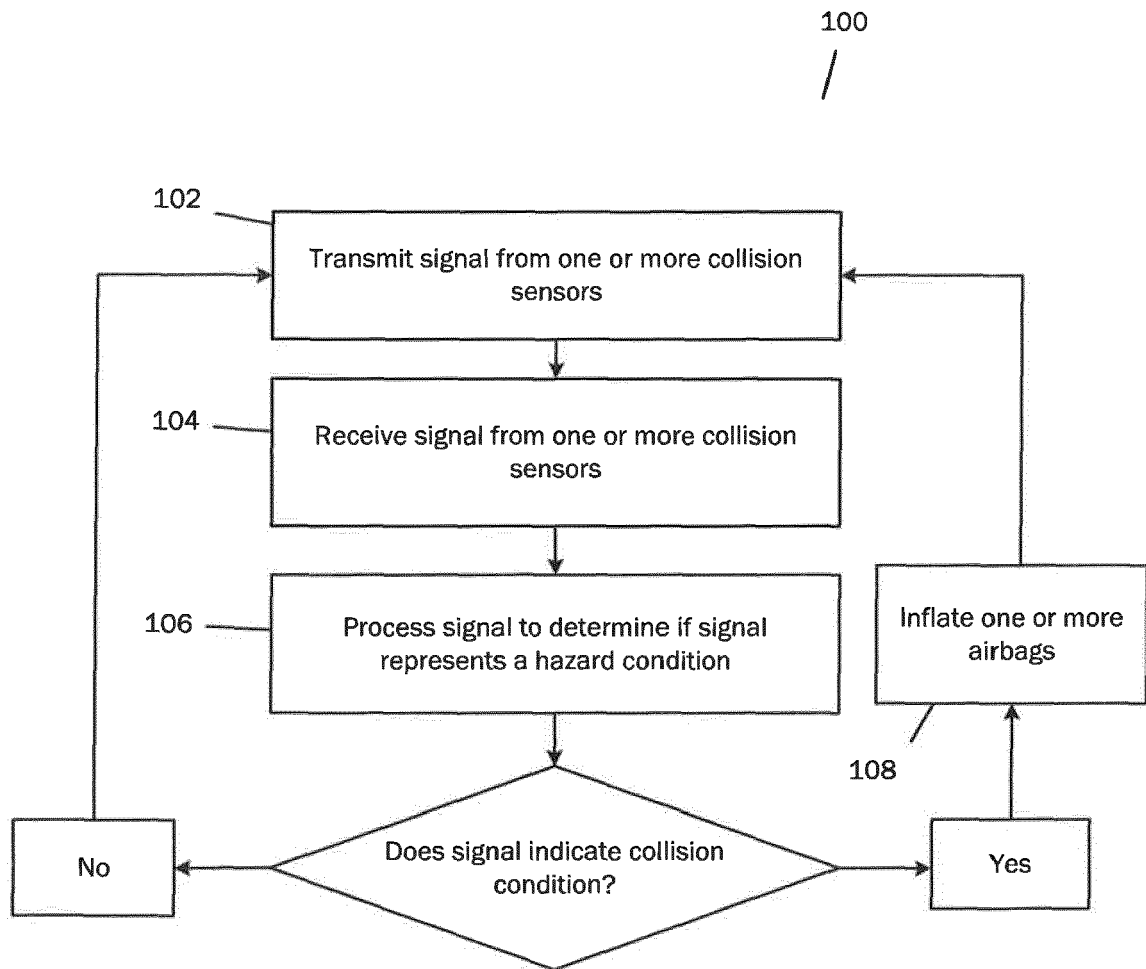 100
102
Transmit signal from one or more collision
sensors
104
Receive signal from one or more collision
sensors
106
Process signal to determine if signal
represents a hazard condition
Inflate one or more
airbags
108
No
Does signal indicate collision
condition?
Yes